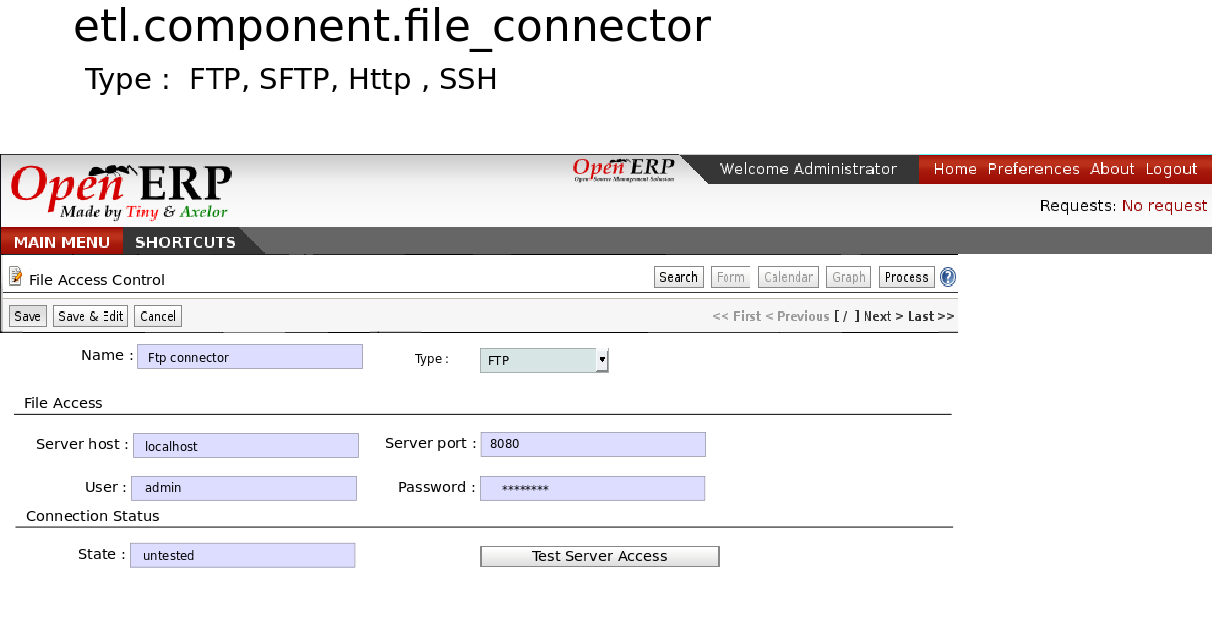 etl.component.file_connector
Type : FTP, SFTP, Http , SSH
Open ERP
Made by Tiny & Axelor
Open ERP
Open Source Management Solution
Welcome Administrator
Home Preferences About Logout
Requests: No request
MAIN MENU SHORTCUTS
File Access Control
Search Form Calendar Graph Process ?
Save Save & Edit Cancel << First < Previous [ / ] Next > Last >>
Name : Ftp connector Type : FTP
File Access
Server host : localhost Server port : 8080
User : admin Password : ********
Connection Status
State : untested Test Server Access